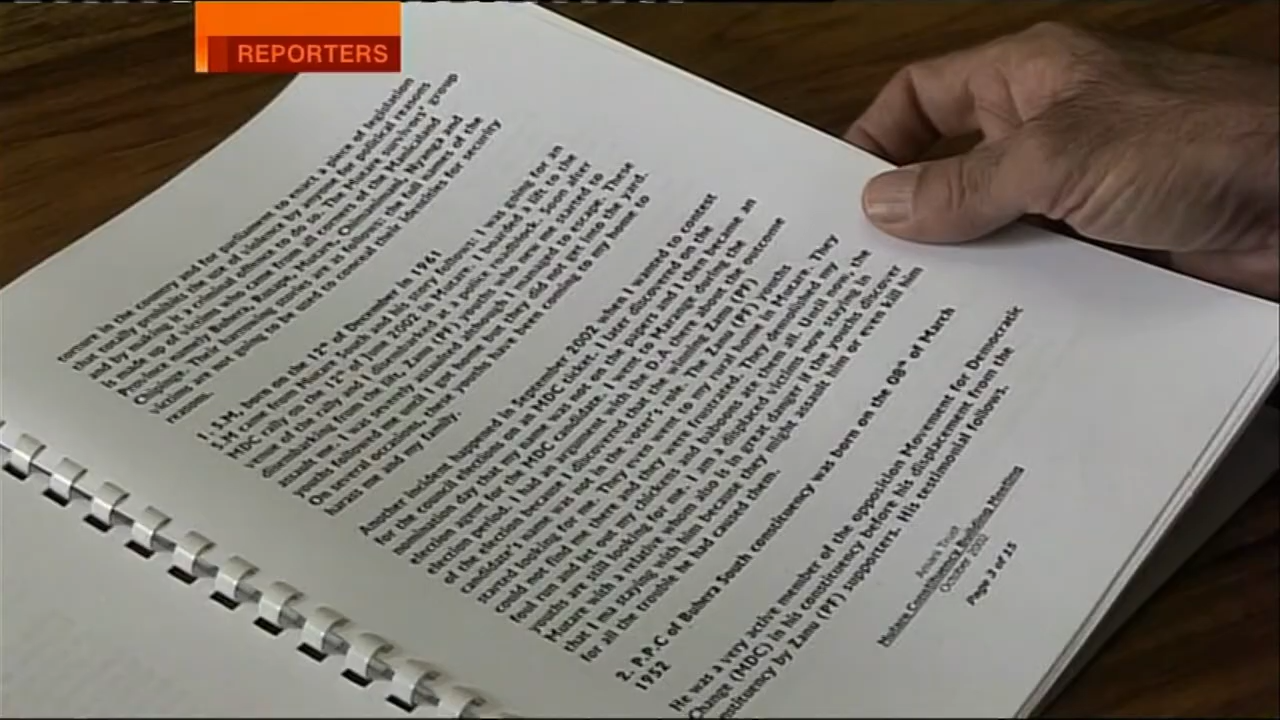 REPORTERS
torture in the country and for parliament to enact a piece of legislation
that totally prohibits the use of violence by anyone for political reasons
and by making it a criminal offence to do so. The Mutare survivors' group
is made up of victims who came from all corners of the Manicaland
Province namely Buhera, Rusape, Mutare, Chimanimani, Nyanga and
Chipinge. Their harrowing stories are as follows: the full names of the
victims are not going to be used to conceal their identities for security
reasons.
1. S.M, born on the 12th of December in 1961
S.M came from Mutare South and his story follows: I was going for an
MDC rally on the 12th of June 2002 in Mutare. I boarded a lift to the
venue of the rally and I disembarked at a police roadblock. Soon after
disembarking from the lift, Zanu (PF) youths who knew me started to
assault me. I was severely assaulted although I managed to escape. These
youths followed me until I got home but they did not get into the yard.
On several occasions, these youths have been coming to my home to
harass me and my family.
Another incident happened in September 2002 when I wanted to contest
for the council elections on an MDC ticket. I later discovered on the
nomination day that my name was not on the papers and I then became an
election agent for the MDC candidate. I went to Marange during the
election period. I had an argument with the D.A there about the outcome
of the election because I discovered that the winning Zanu (PF)
candidate's name was not in the voter's role. The Zanu (PF) youths
started looking for me. They even went to my rural home in Mutare. They
could not find me there and they were frustrated. They demolished my
foul run and let out my chickens and baboons ate them all. Until now, the
youths are still looking for me. I am a displaced victim now staying in
Mutare with a relative whom also is in great danger if the youths discover
that I ma staying with him because they might assault him or even kill him
for all the trouble he had caused them.
2. P.P.C of Buhera South constituency was born on the 08th of March
1952
He was a very active member of the opposition Movement for Democratic
Change (MDC) in his constituency before his displacement from the
constituency by Zanu (PF) supporters. His testimonial follows.
Amani Trust
October 2002
Mutare Constituency Building Meeting
Page 3 of 15